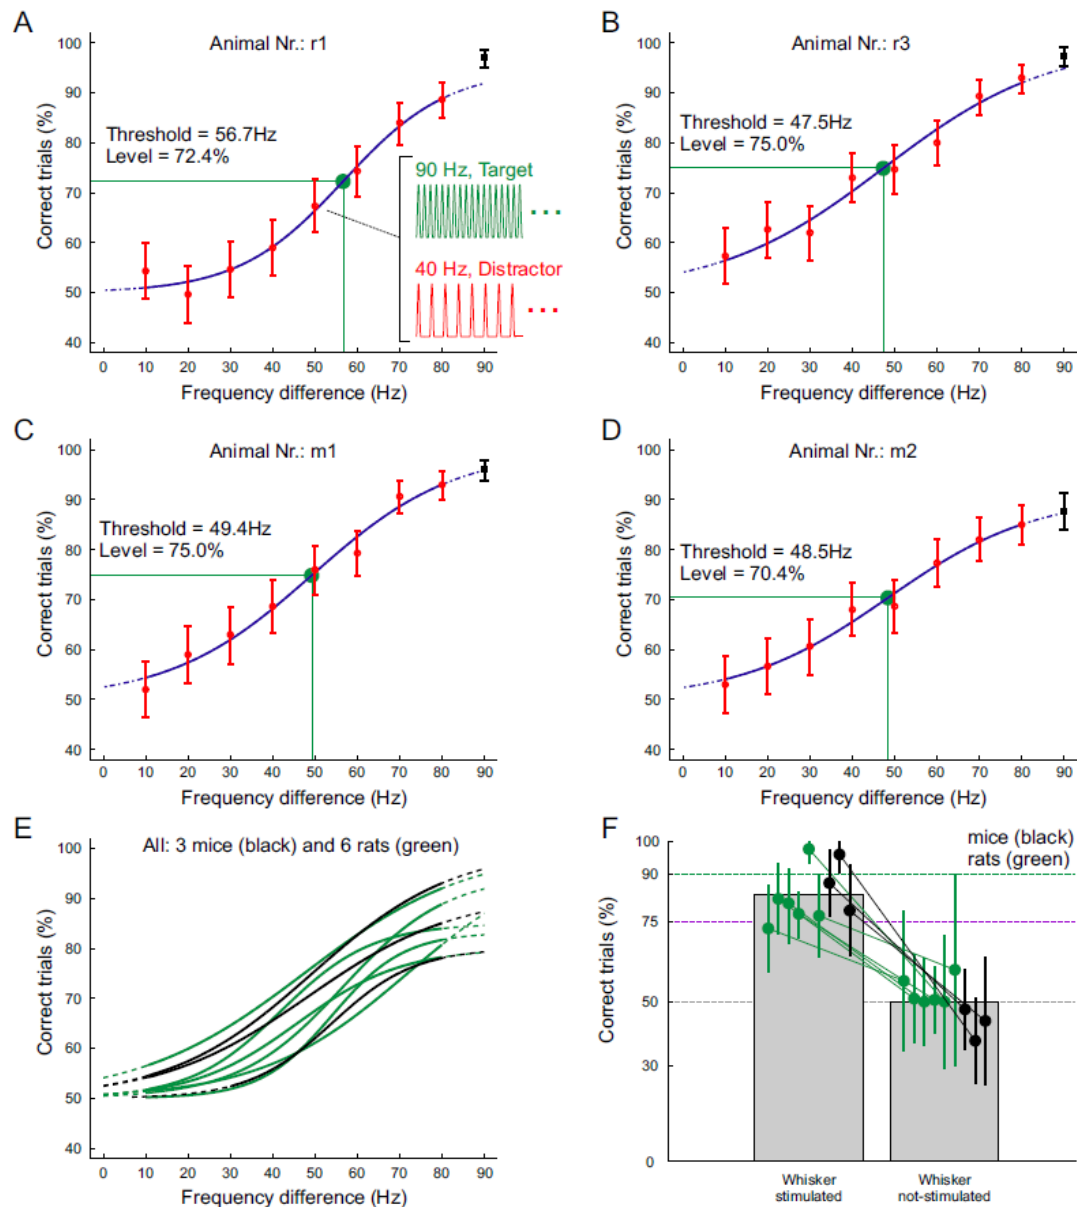 A
Animal Nr.: r1
100
90
80
70
60
50
40
Correct trials (%)
Threshold = 56.7Hz
Level = 72.4%
90 Hz, Target
40 Hz, Distractor
0 10 20 30 40 50 60 70 80 90
Frequency difference (Hz)
B
Animal Nr.: r3
100
90
80
70
60
50
40
Correct trials (%)
Threshold = 47.5Hz
Level = 75.0%
0 10 20 30 40 50 60 70 80 90
Frequency difference (Hz)
C
Animal Nr.: m1
100
90
80
70
60
50
40
Correct trials (%)
Threshold = 49.4Hz
Level = 75.0%
0 10 20 30 40 50 60 70 80 90
Frequency difference (Hz)
D
Animal Nr.: m2
100
90
80
70
60
50
40
Correct trials (%)
Threshold = 48.5Hz
Level = 70.4%
0 10 20 30 40 50 60 70 80 90
Frequency difference (Hz)
E
All: 3 mice (black) and 6 rats (green)
100
90
80
70
60
50
40
Correct trials (%)
0 10 20 30 40 50 60 70 80 90
Frequency difference (Hz)
F
mice (black)
rats (green)
100
90
75
50
30
0
Correct trials (%)
Whisker
stimulated
Whisker
not-stimulated